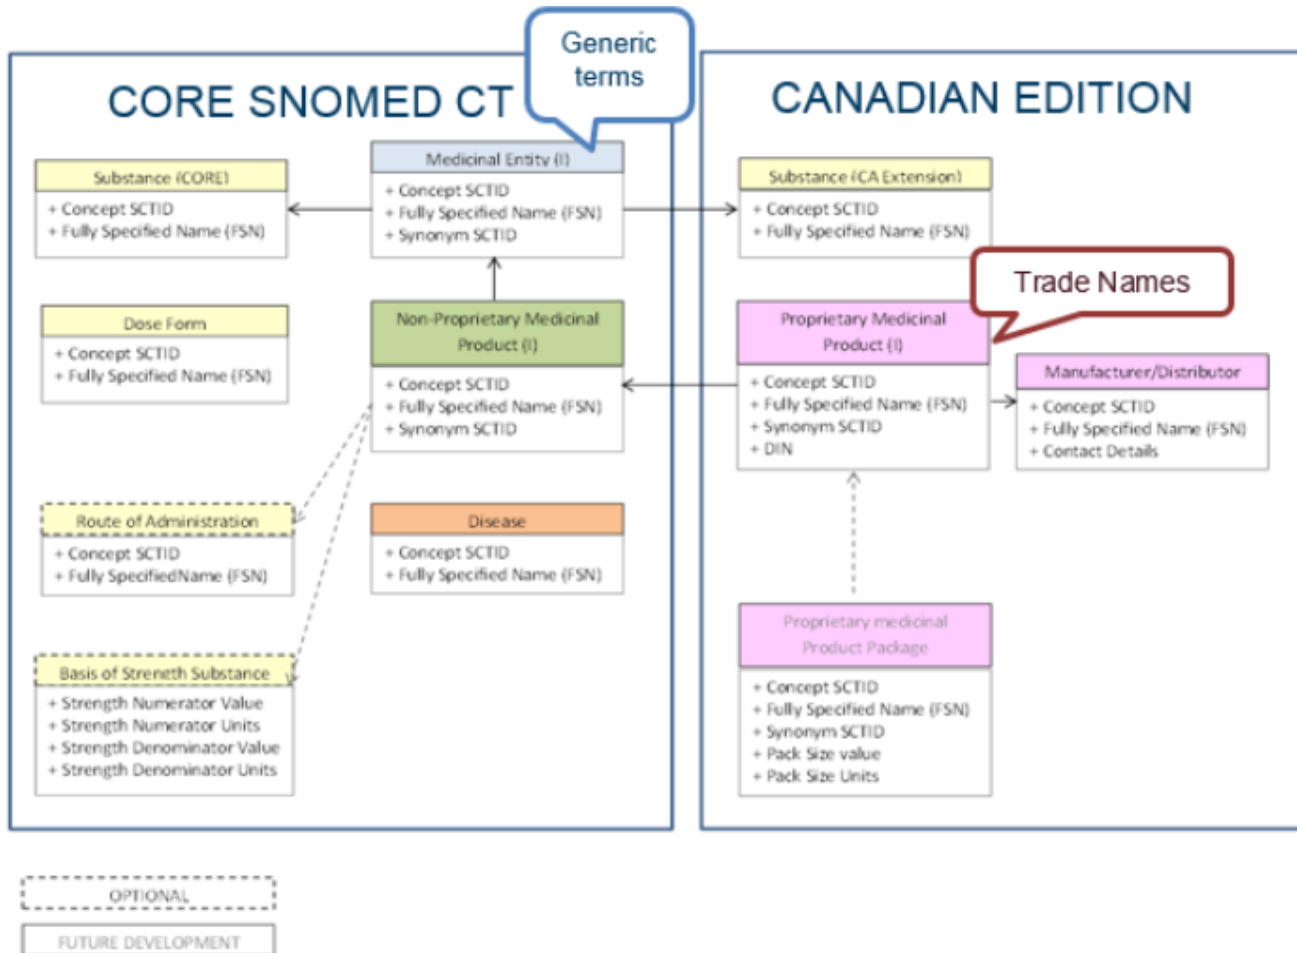 Generic
terms
CORE SNOMED CT
CANADIAN EDITION
Substance (CORE)
+ Concept SCTID
+ Fully Specified Name (FSN)
Medicinal Entity (I)
+ Concept SCTID
+ Fully Specified Name (FSN)
+ Synonym SCTID
Substance (CA Extension)
+ Concept SCTID
+ Fully Specified Name (FSN)
Trade Names
Dose Form
+ Concept SCTID
+ Fully Specified Name (FSN)
Non-Proprietary Medicinal
Product (I)
+ Concept SCTID
+ Fully Specified Name (FSN)
+ Synonym SCTID
Proprietary Medicinal
Product (I)
+ Concept SCTID
+ Fully Specified Name (FSN)
+ Synonym SCTID
+ DIN
Manufacturer/Distributor
+ Concept SCTID
+ Fully Specified Name (FSN)
+ Contact Details
Route of Administration
+ Concept SCTID
+ Fully SpecifiedName (FSN)
Disease
+ Concept SCTID
+ Fully Specified Name (FSN)
Basis of Strength Substance
+ Strength Numerator Value
+ Strength Numerator Units
+ Strength Denominator Value
+ Strength Denominator Units
Proprietary medicinal
Product Package
+ Concept SCTID
+ Fully Specified Name (FSN)
+ Synonym SCTID
+ Pack Size value
+ Pack Size Units
OPTIONAL
FUTURE DEVELOPMENT